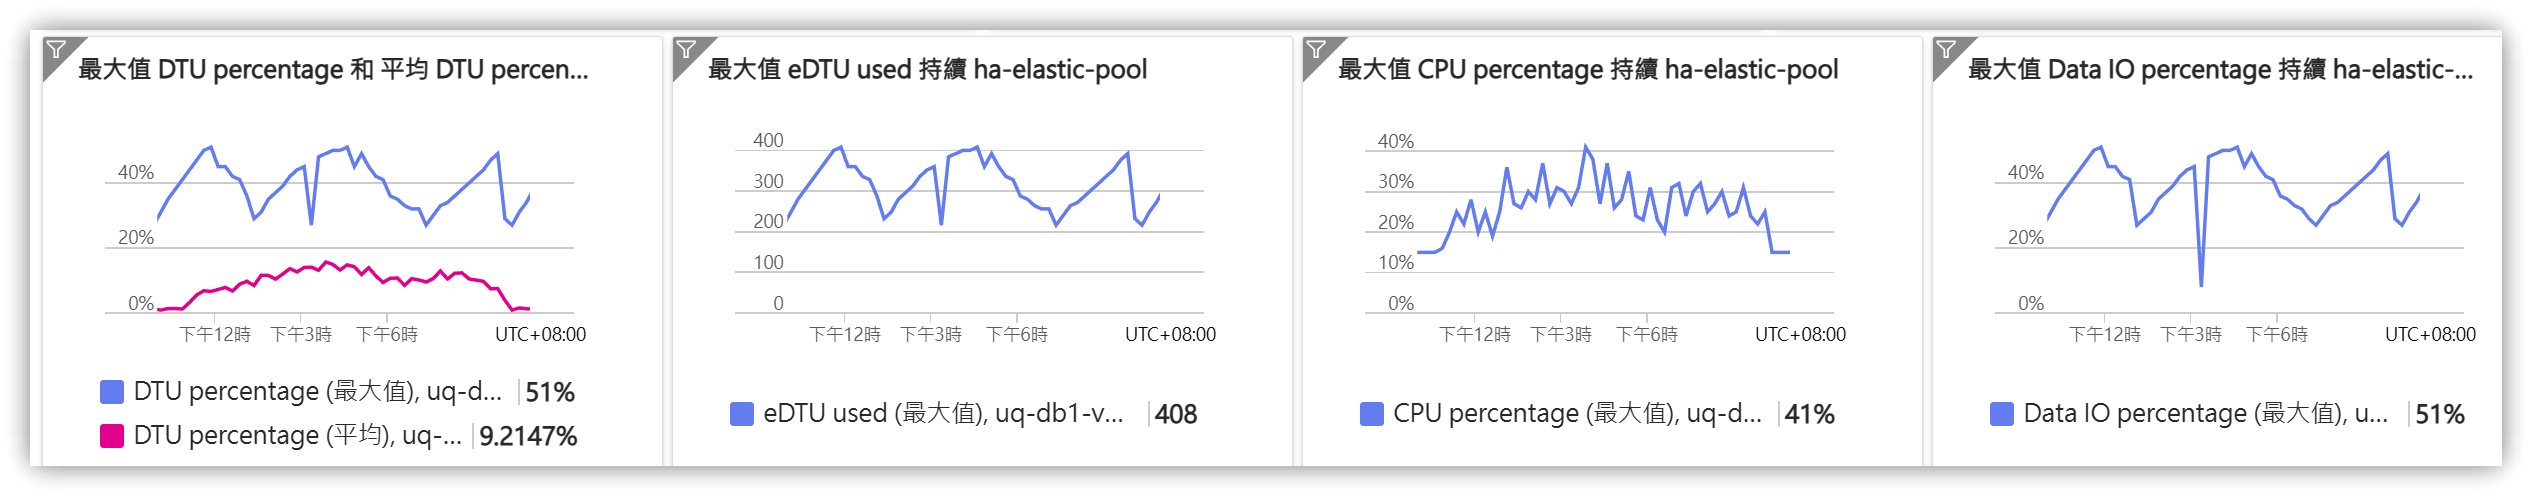 最大值 DTU percentage 和 平均 DTU percen...
40%
20%
0%
下午12時 下午3時 下午6時 UTC+08:00
DTU percentage (最大值), uq-d... 51%
DTU percentage (平均), uq-... 9.2147%
最大值 eDTU used 持續 ha-elastic-pool
400
300
200
100
0
下午12時 下午3時 下午6時 UTC+08:00
eDTU used (最大值), uq-db1-v... 408
最大值 CPU percentage 持續 ha-elastic-pool
40%
30%
20%
10%
0%
下午12時 下午3時 下午6時 UTC+08:00
CPU percentage (最大值), uq-d... 41%
最大值 Data IO percentage 持續 ha-elastic-...
40%
20%
0%
下午12時 下午3時 下午6時 UTC+08:00
Data IO percentage (最大值), u... 51%